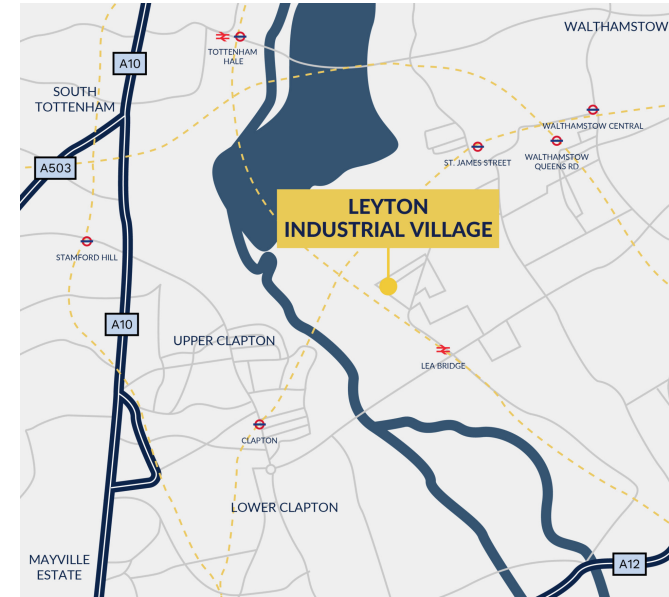 WALTHAMSTOW
TOTTENHAM
HALE
A10
SOUTH
TOTTENHAM
WALTHAMSTOW CENTRAL
ST. JAMES STREET
WALTHAMSTOW
QUEENS RD
A503
LEYTON
INDUSTRIAL VILLAGE
STAMFORD HILL
A10
UPPER CLAPTON
LEA BRIDGE
CLAPTON
LOWER CLAPTON
MAYVILLE
ESTATE
A12